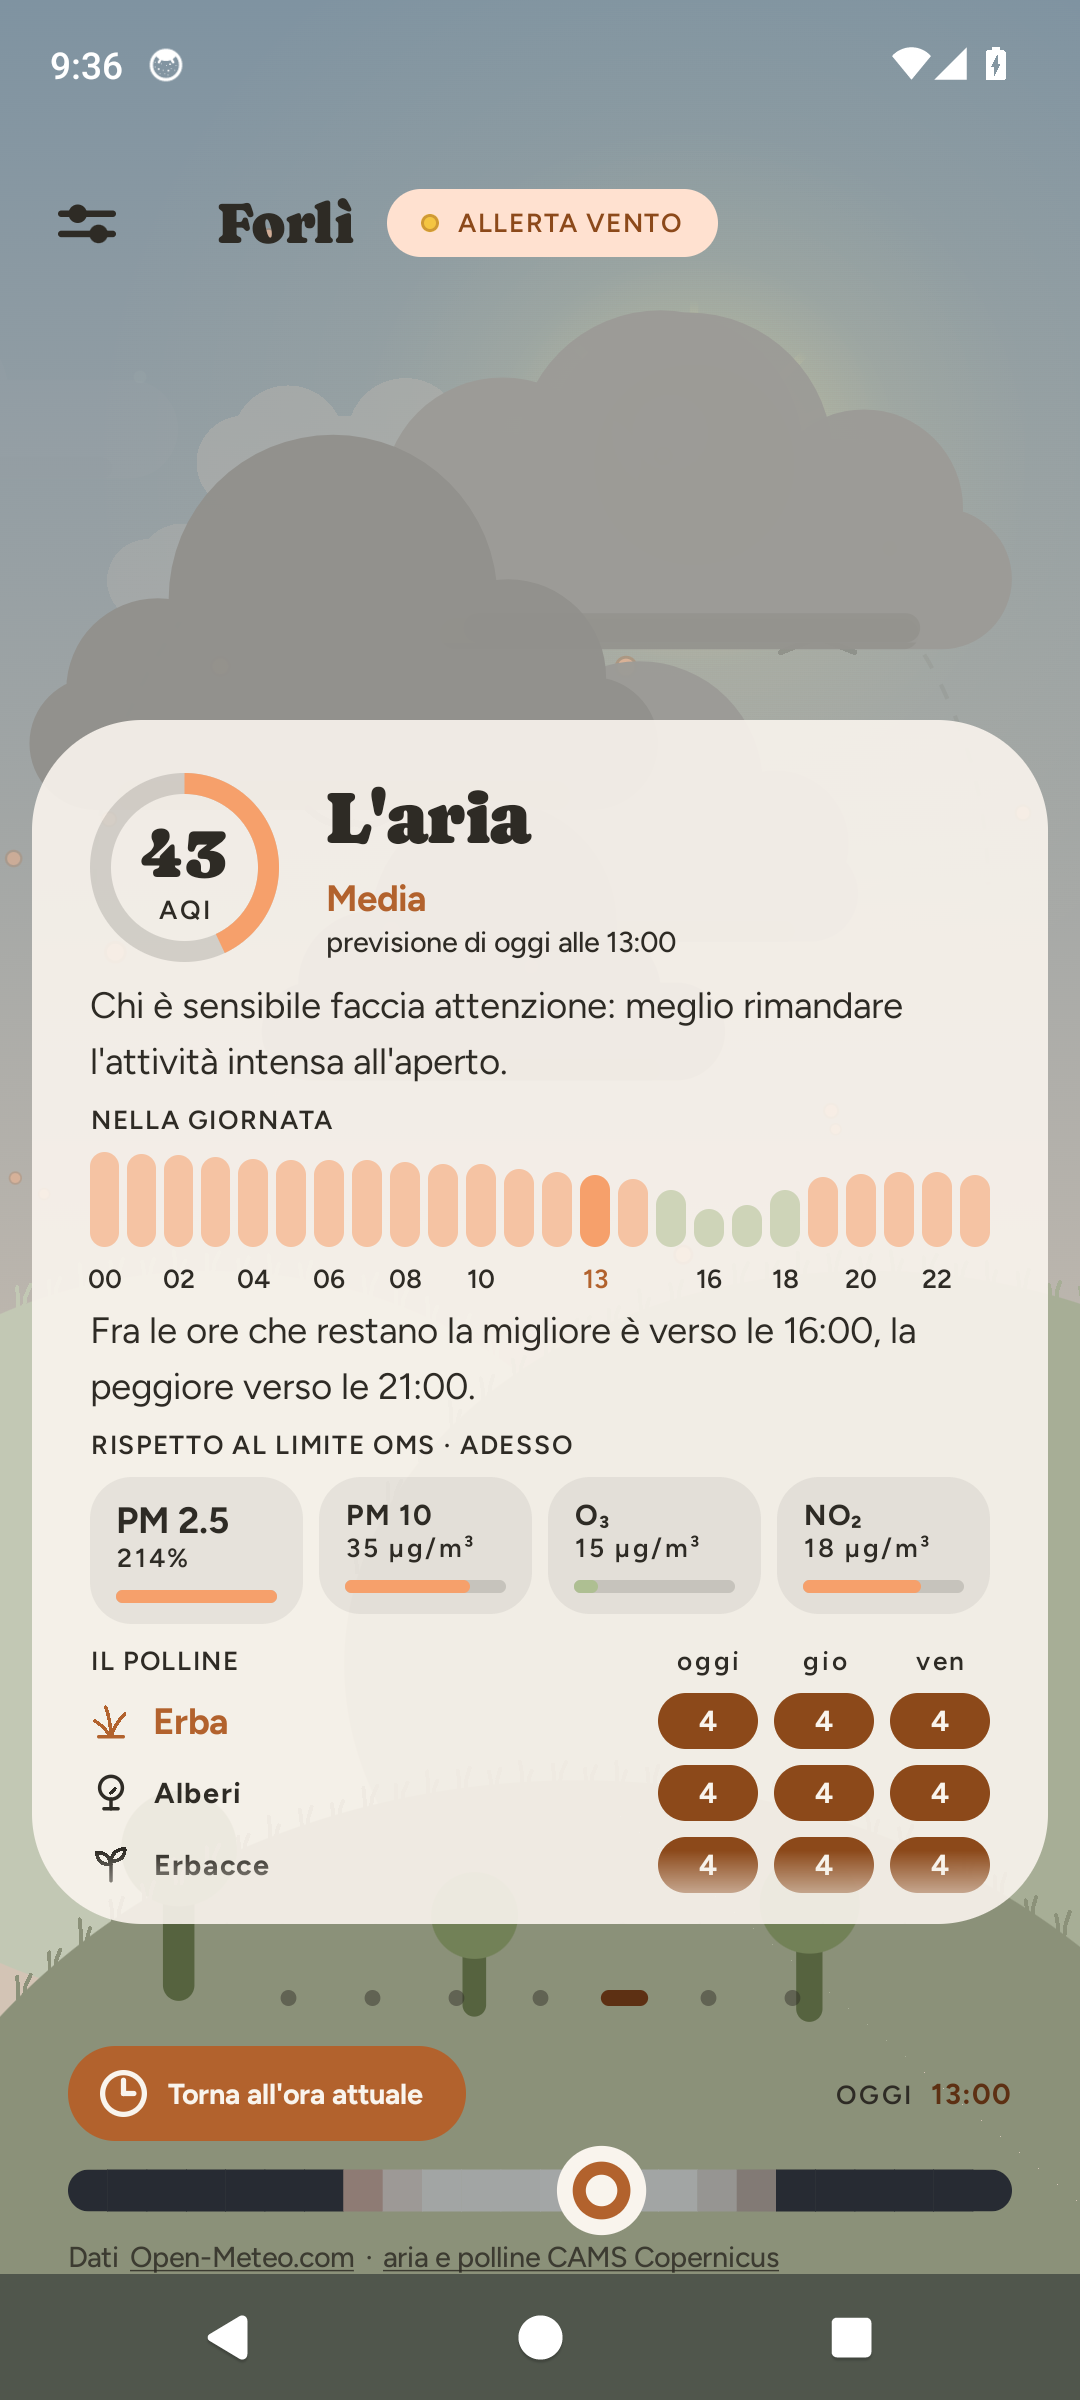 9:36
Forlì
ALLERTA VENTO
43
AQI
L'aria
Media
previsione di oggi alle 13:00
Chi è sensibile faccia attenzione: meglio rimandare
l'attività intensa all'aperto.
NELLA GIORNATA
00 02 04 06 08 10 13 16 18 20 22
Fra le ore che restano la migliore è verso le 16:00, la
peggiore verso le 21:00.
RISPETTO AL LIMITE OMS · ADESSO
PM 2.5
214%
PM 10
35 µg/m³
O₃
15 µg/m³
NO₂
18 µg/m³
IL POLLINE oggi gio ven
Erba 4 4 4
Alberi 4 4 4
Erbacce 4 4 4
Torna all'ora attuale
OGGI 13:00
Dati Open-Meteo.com · aria e polline CAMS Copernicus